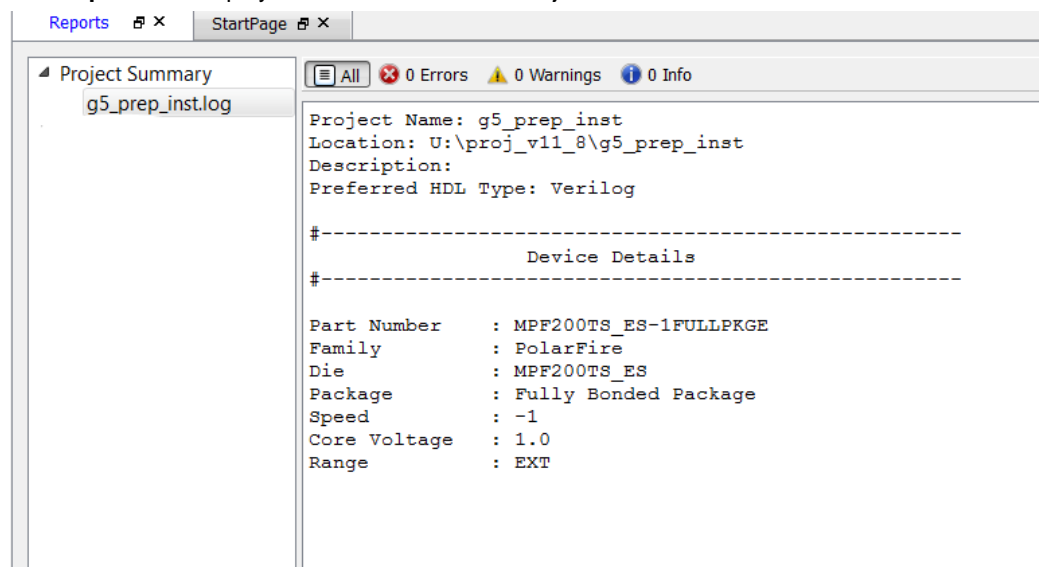 Reports
StartPage
Project Summary
g5_prep_inst.log
All 0 Errors 0 Warnings 0 Info
Project Name: g5_prep_inst
Location: U:\proj_v11_8\g5_prep_inst
Description:
Preferred HDL Type: Verilog
#-----------------------------------------------------
Device Details
#-----------------------------------------------------
Part Number : MPF200TS_ES-1FULLPKGE
Family : PolarFire
Die : MPF200TS_ES
Package : Fully Bonded Package
Speed : -1
Core Voltage : 1.0
Range : EXT